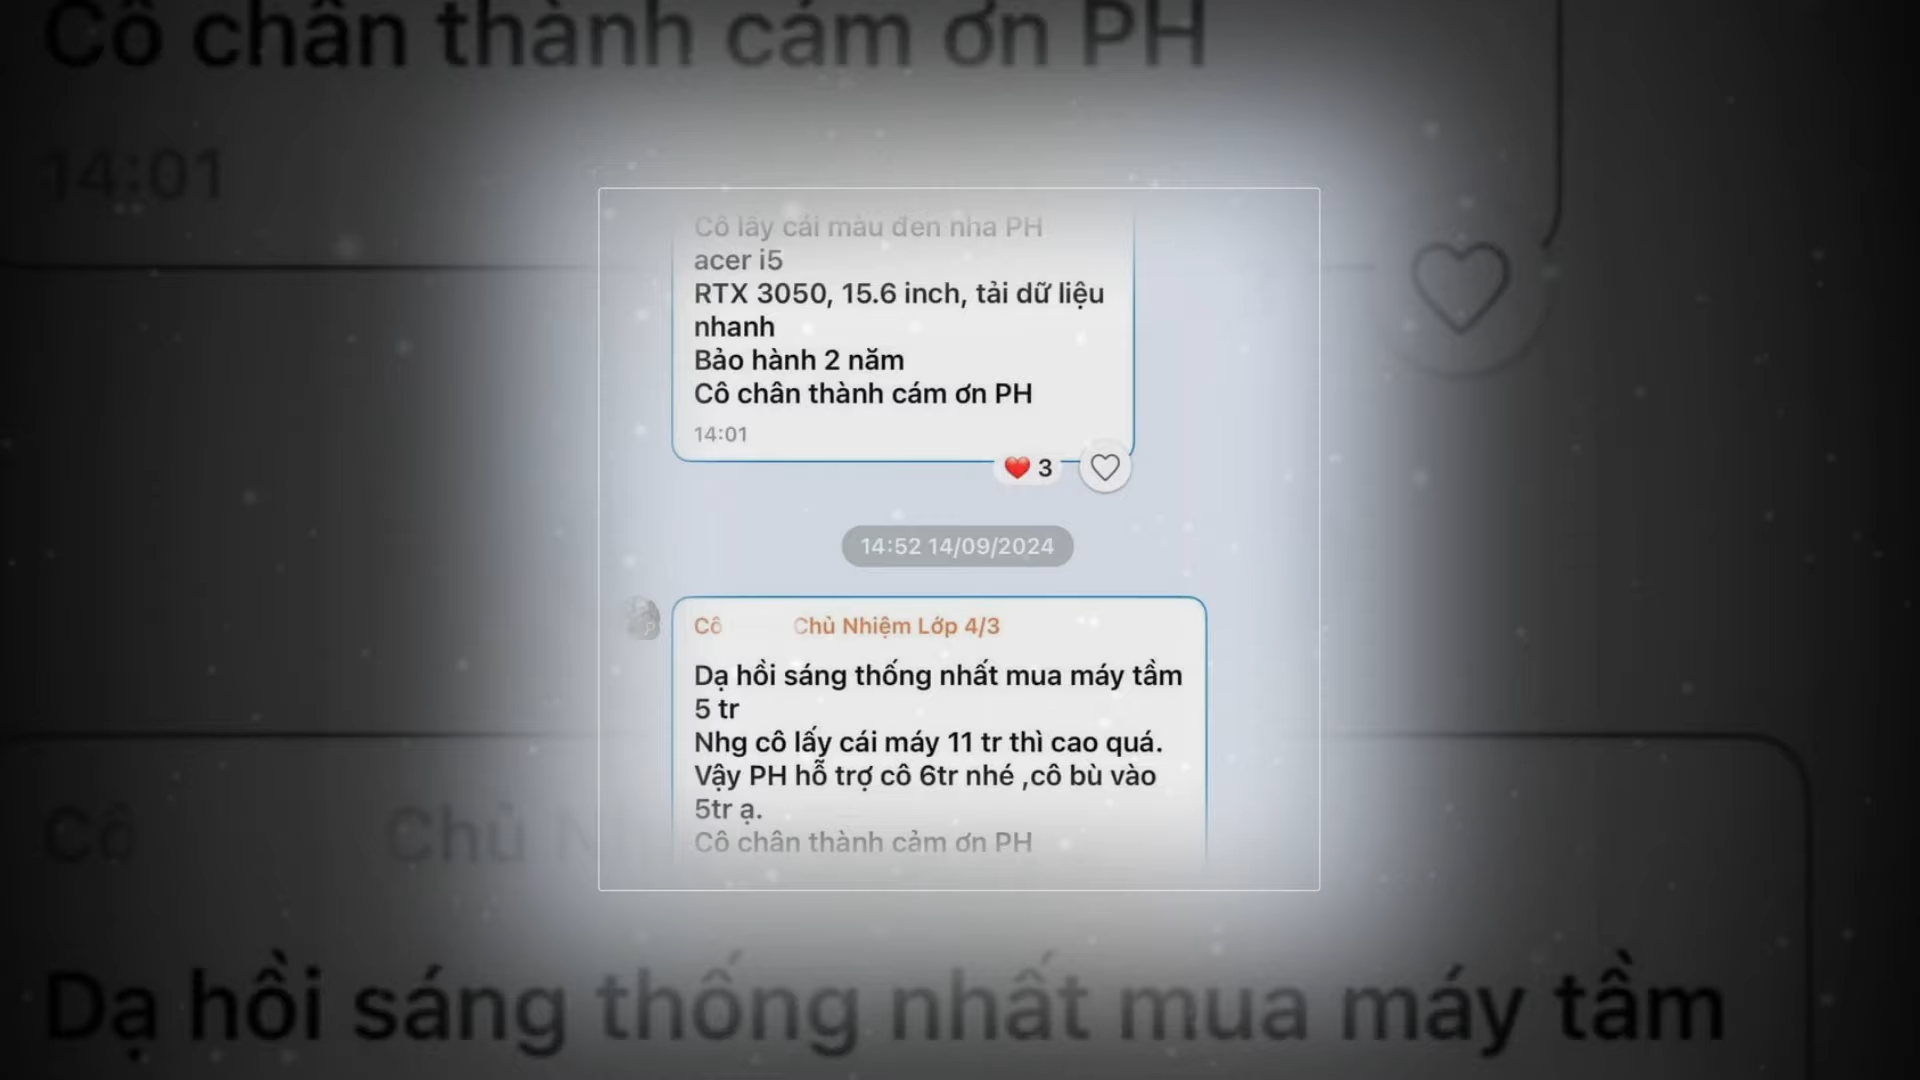 Cô chân thành cám ơn PH
14:01
Cô lấy cái màu đen nha PH
acer i5
RTX 3050, 15.6 inch, tải dữ liệu
nhanh
Bảo hành 2 năm
Cô chân thành cám ơn PH
14:01
3
14:52 14/09/2024
Cô Chủ Nhiệm Lớp 4/3
Dạ hồi sáng thống nhất mua máy tầm
5 tr
Nhg cô lấy cái máy 11 tr thì cao quá.
Vậy PH hỗ trợ cô 6tr nhé ,cô bù vào
5tr ạ.
Cô chân thành cảm ơn PH
Cô Chủ N
Dạ hồi sáng thống nhất mua máy tầm